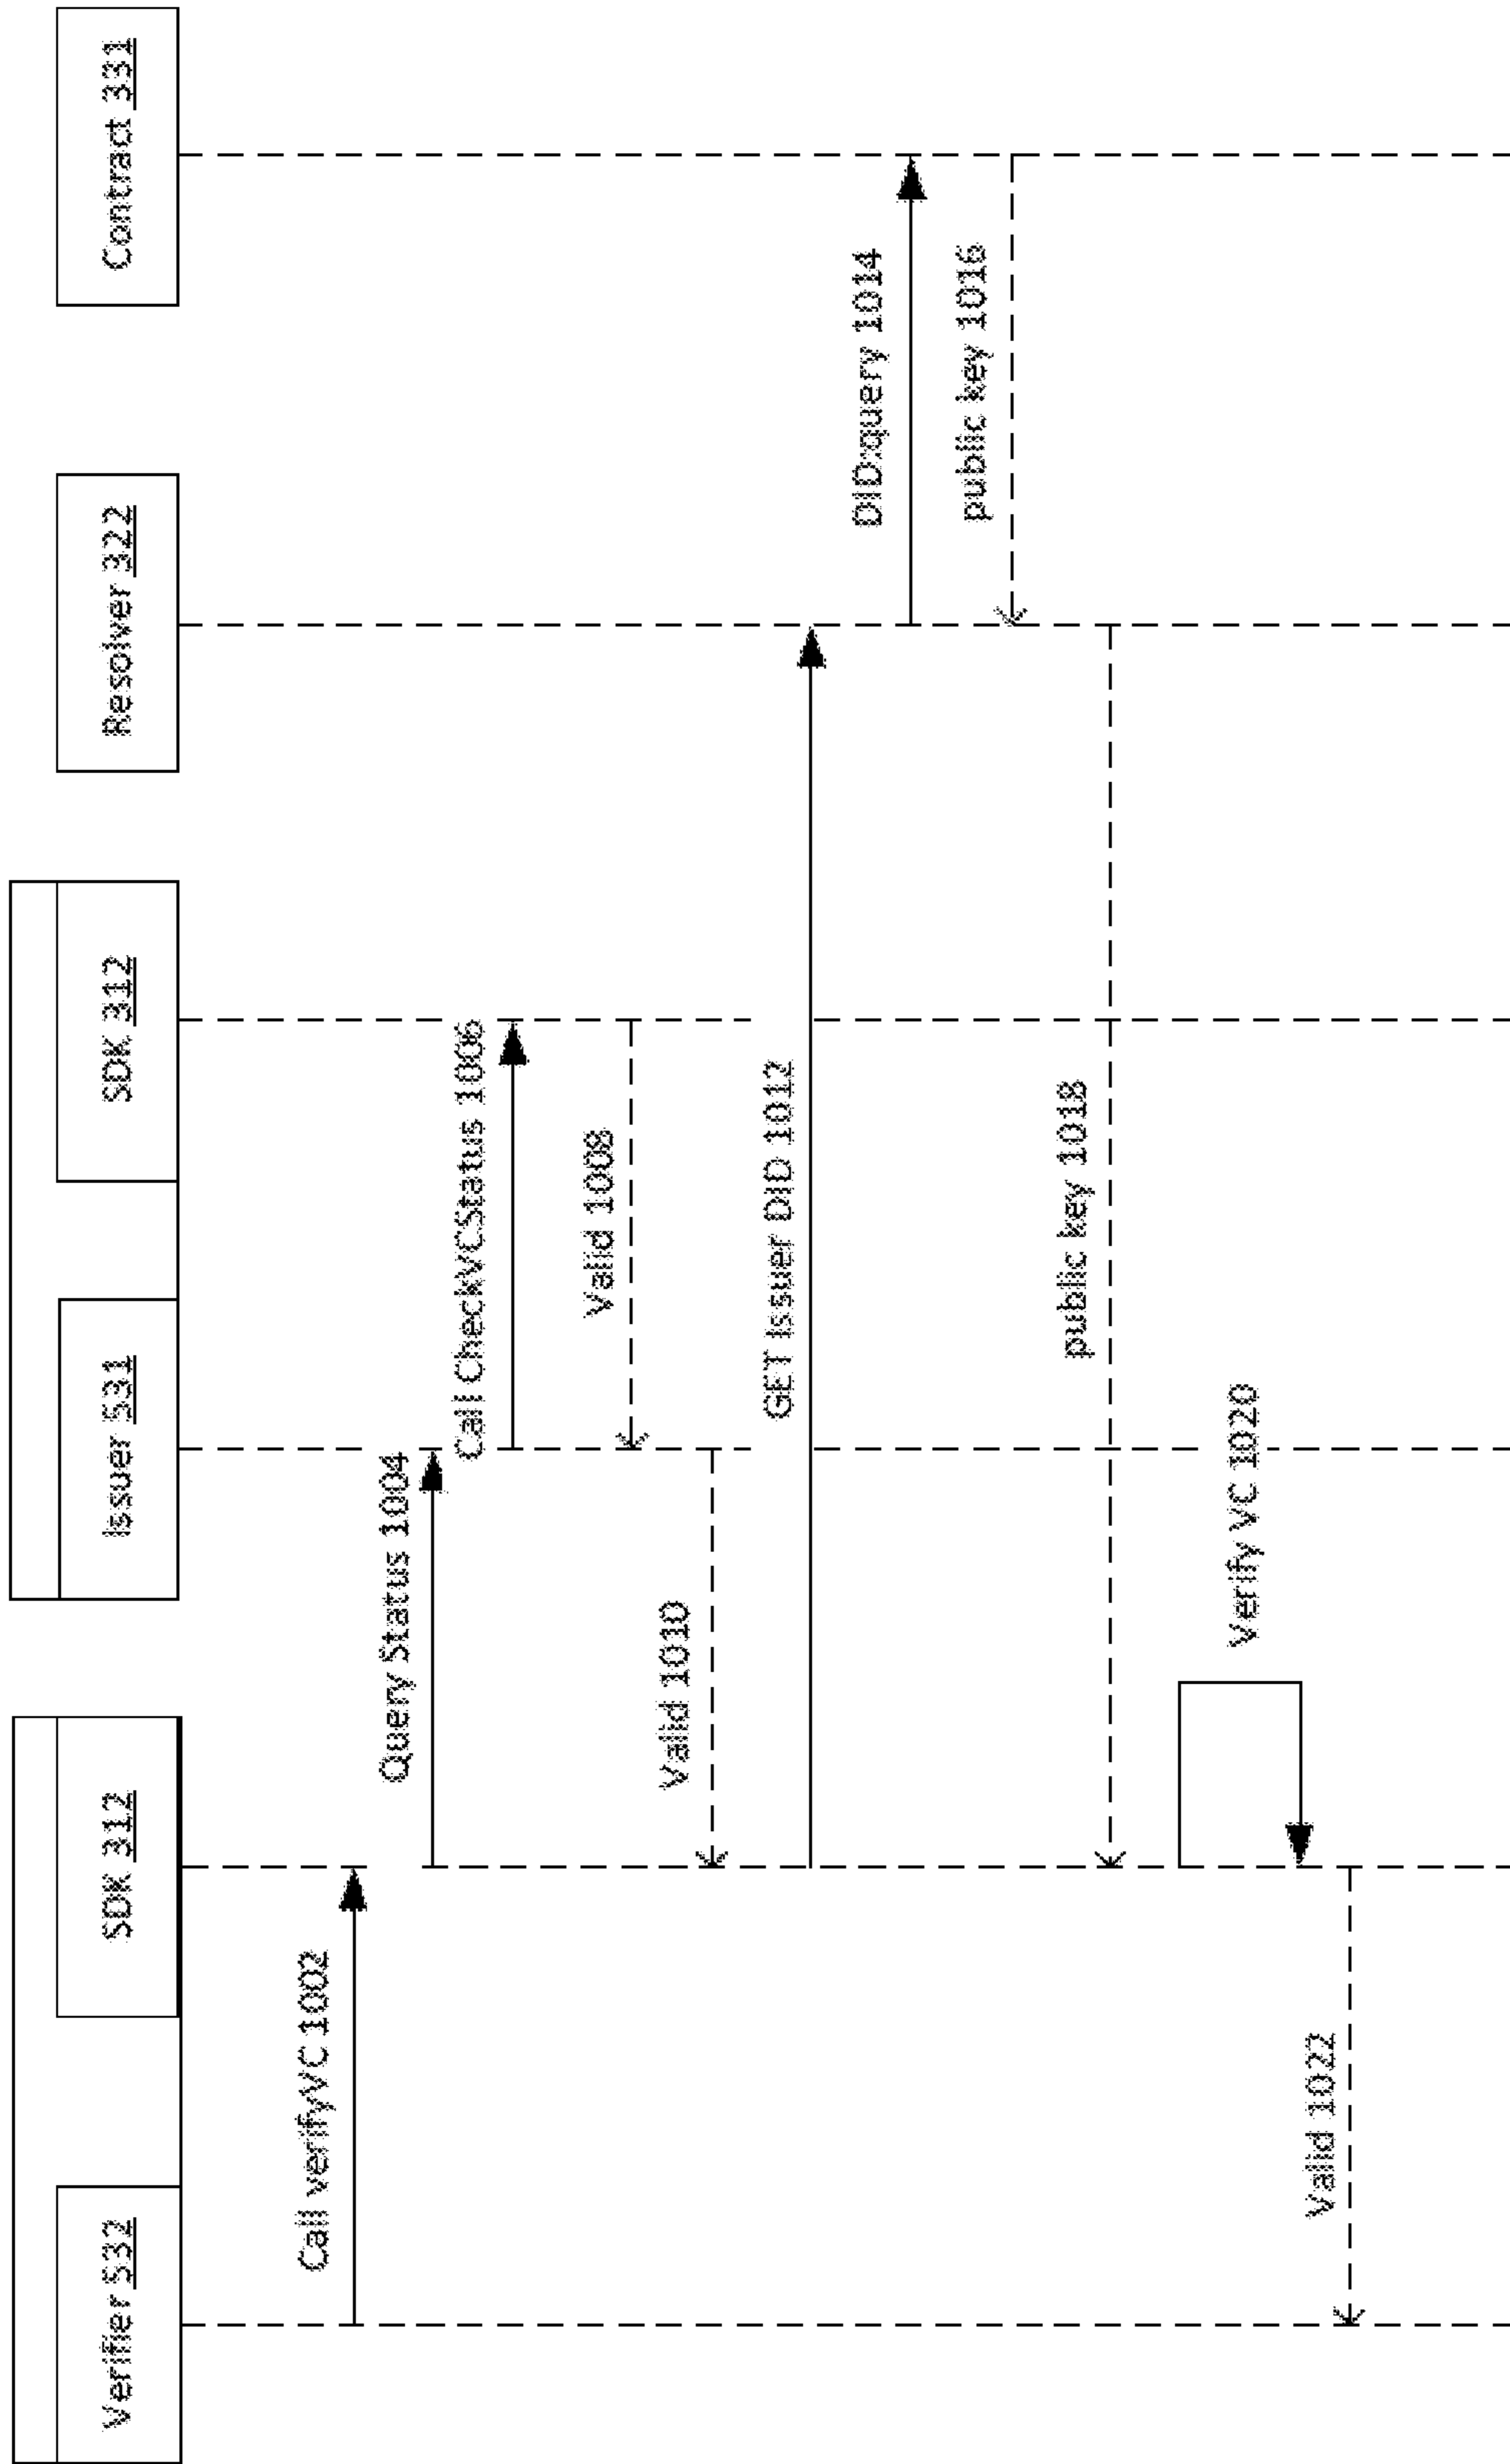 Verifier 532
SDK 312
Issuer 531
SDK 312
Resolver 322
Contract 331
Call verifyVC 1002
Query Status 1004
Call CheckVCStatus 1006
Valid 1008
Valid 1010
GET Issuer DID 1012
DID:query 1014
public key 1016
public key 1018
Verify VC 1020
Valid 1022